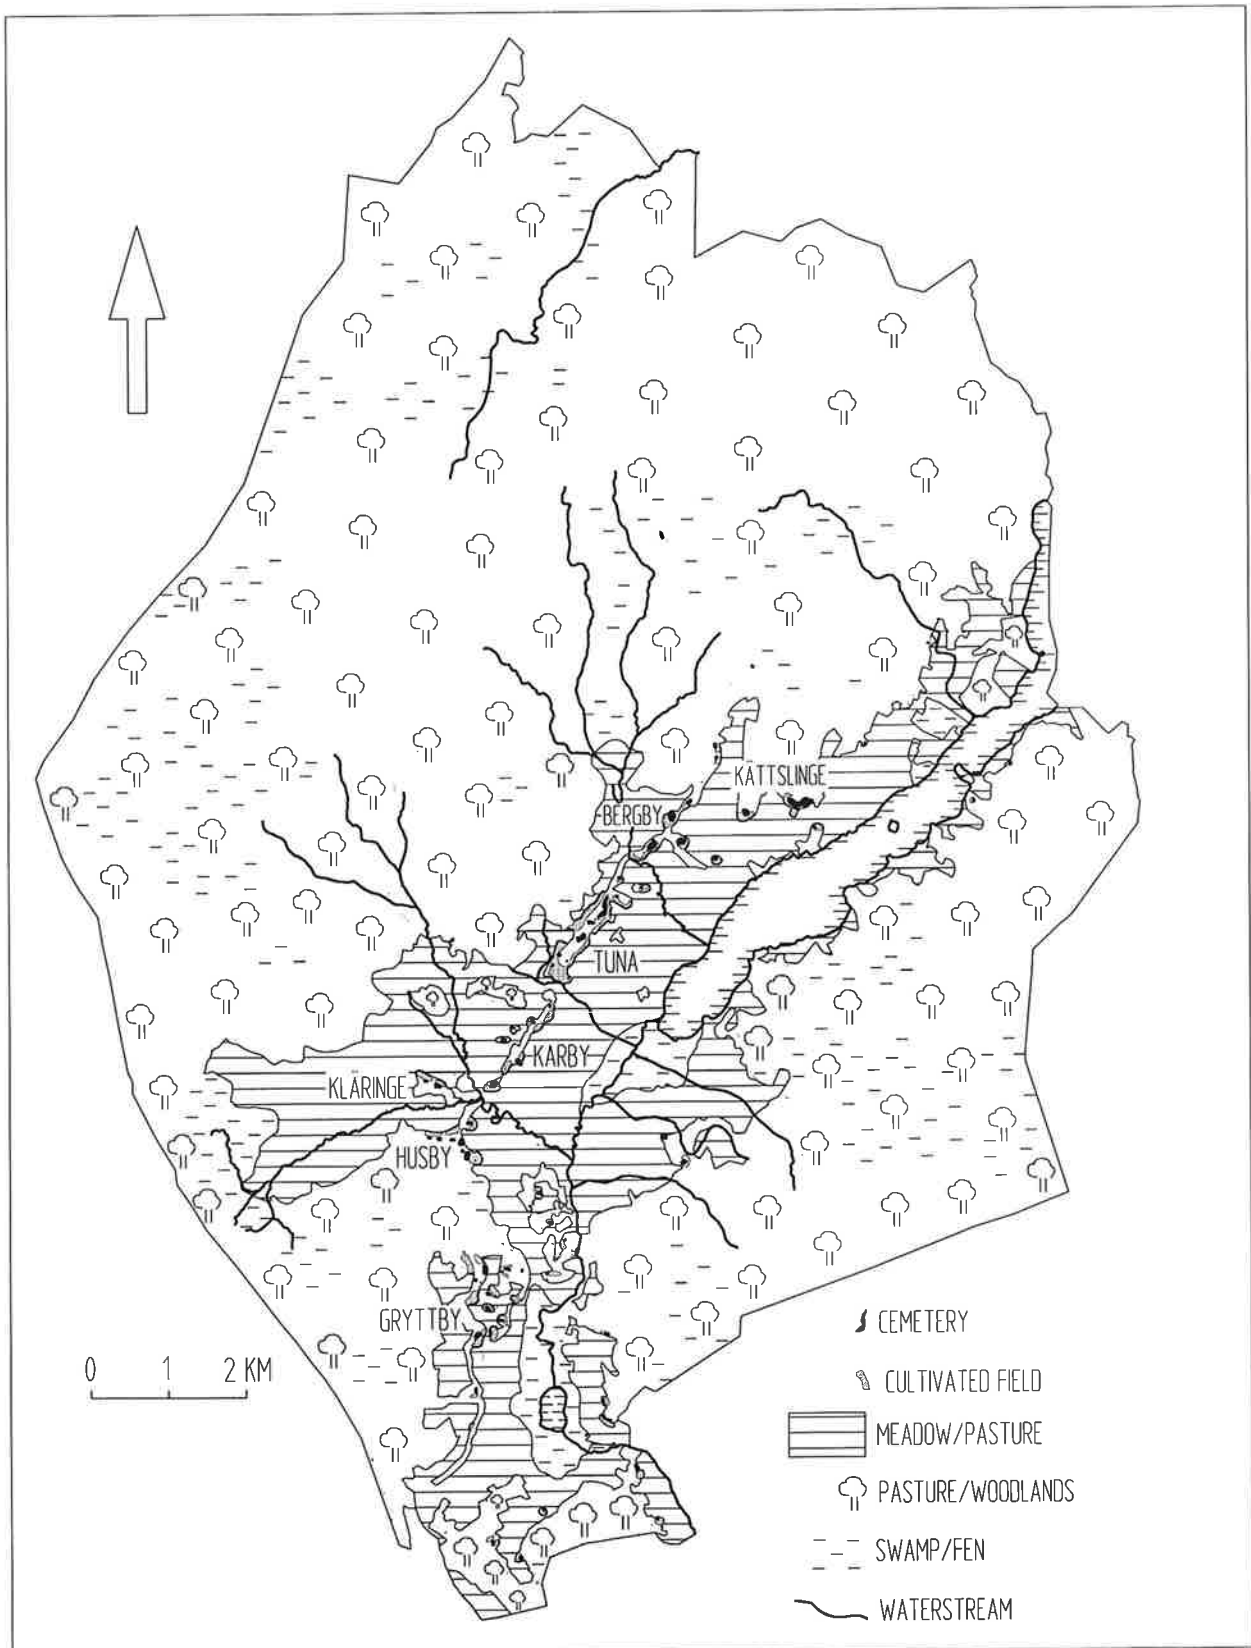 KÄTTSLINGE
BERGBY
TUNA
KARBY
KLÄRINGE
HUSBY
GRYTTBY
0 1 2 KM
CEMETERY
CULTIVATED FIELD
MEADOW/PASTURE
PASTURE/WOODLANDS
SWAMP/FEN
WATERSTREAM